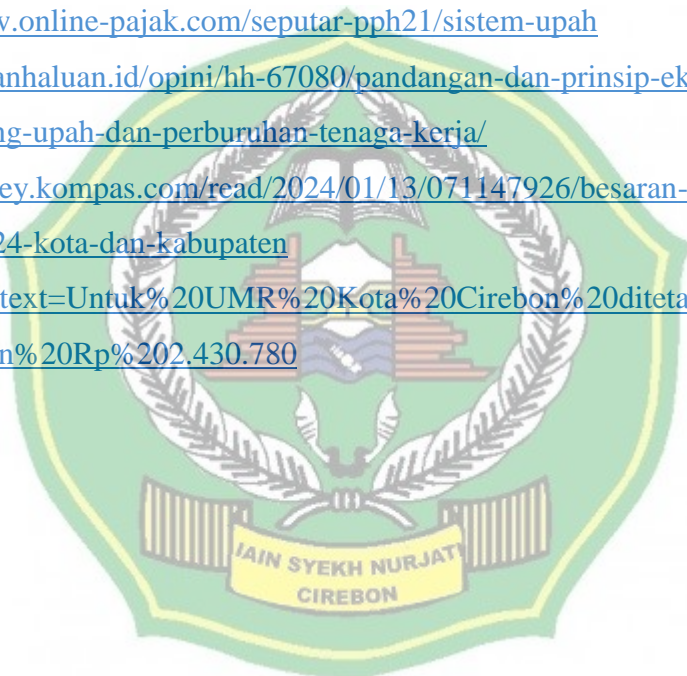 w.online-pajak.com/seputar-pph21/sistem-upah
anhaluan.id/opini/hh-67080/pandangan-dan-prinsip-ek
ng-upah-dan-perburuhan-tenaga-kerja/
ey.kompas.com/read/2024/01/13/071147926/besaran-
24-kota-dan-kabupaten
text=Untuk%20UMR%20Kota%20Cirebon%20diteta
n%20Rp%202.430.780
IAIN SYEKH NURJATI
CIREBON